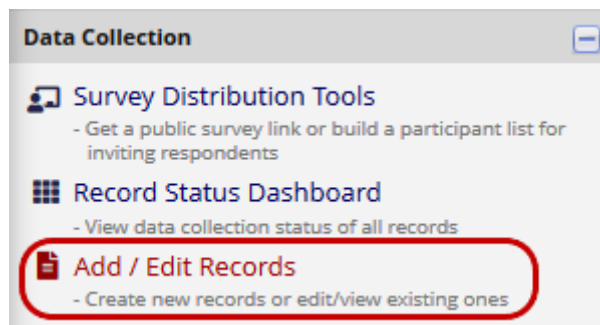 Data Collection
Survey Distribution Tools
- Get a public survey link or build a participant list for
inviting respondents
Record Status Dashboard
- View data collection status of all records
Add / Edit Records
- Create new records or edit/view existing ones